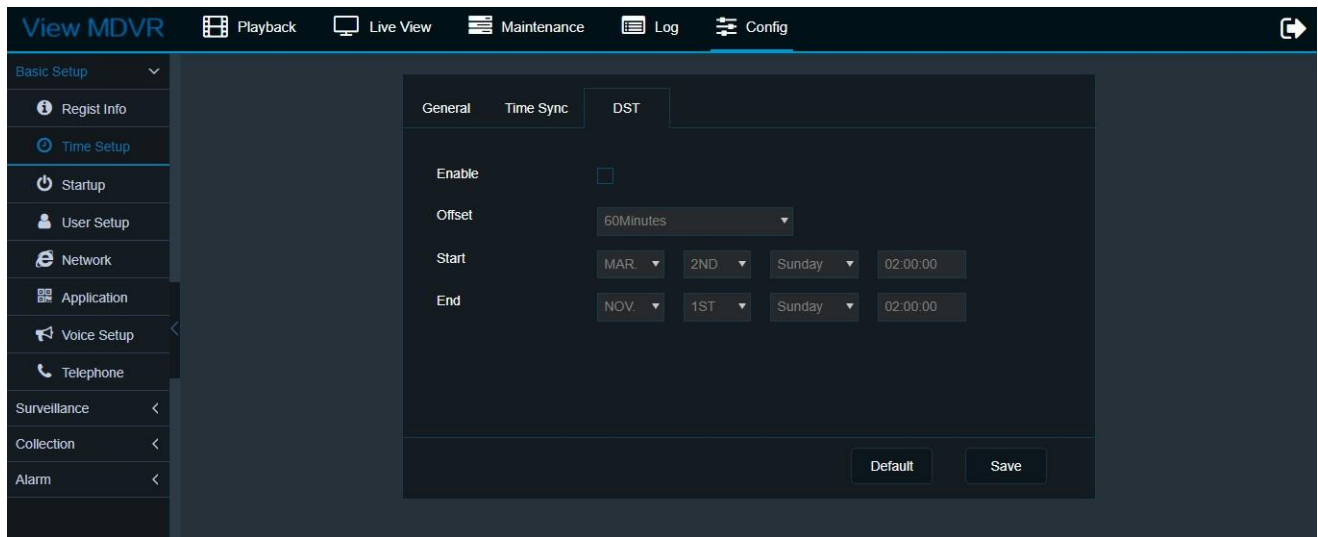 View MDVR Playback Live View Maintenance Log Config
Basic Setup
Regist Info
Time Setup
Startup
User Setup
Network
Application
Voice Setup
Telephone
Surveillance
Collection
Alarm
General Time Sync DST
Enable
Offset 60Minutes
Start MAR. 2ND Sunday 02:00:00
End NOV. 1ST Sunday 02:00:00
Default Save